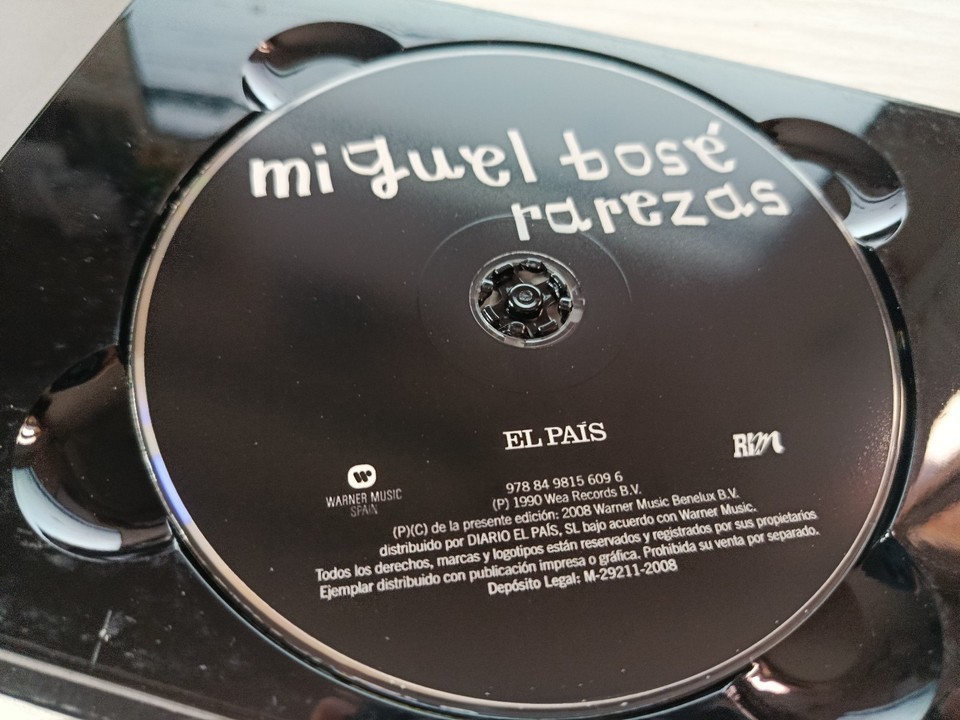 miguel bosé
rarezas
EL PAÍS
RLM
WARNER MUSIC
SPAIN
978 84 9815 609 6
(P) 1990 Wea Records B.V.
(P)(C) de la presente edición: 2008 Warner Music Benelux B.V.
distribuido por DIARIO EL PAÍS, SL bajo acuerdo con Warner Music.
Todos los derechos, marcas y logotipos están reservados y registrados por sus propietarios
Ejemplar distribuido con publicación impresa o gráfica. Prohibida su venta por separado.
Depósito Legal: M-29211-2008